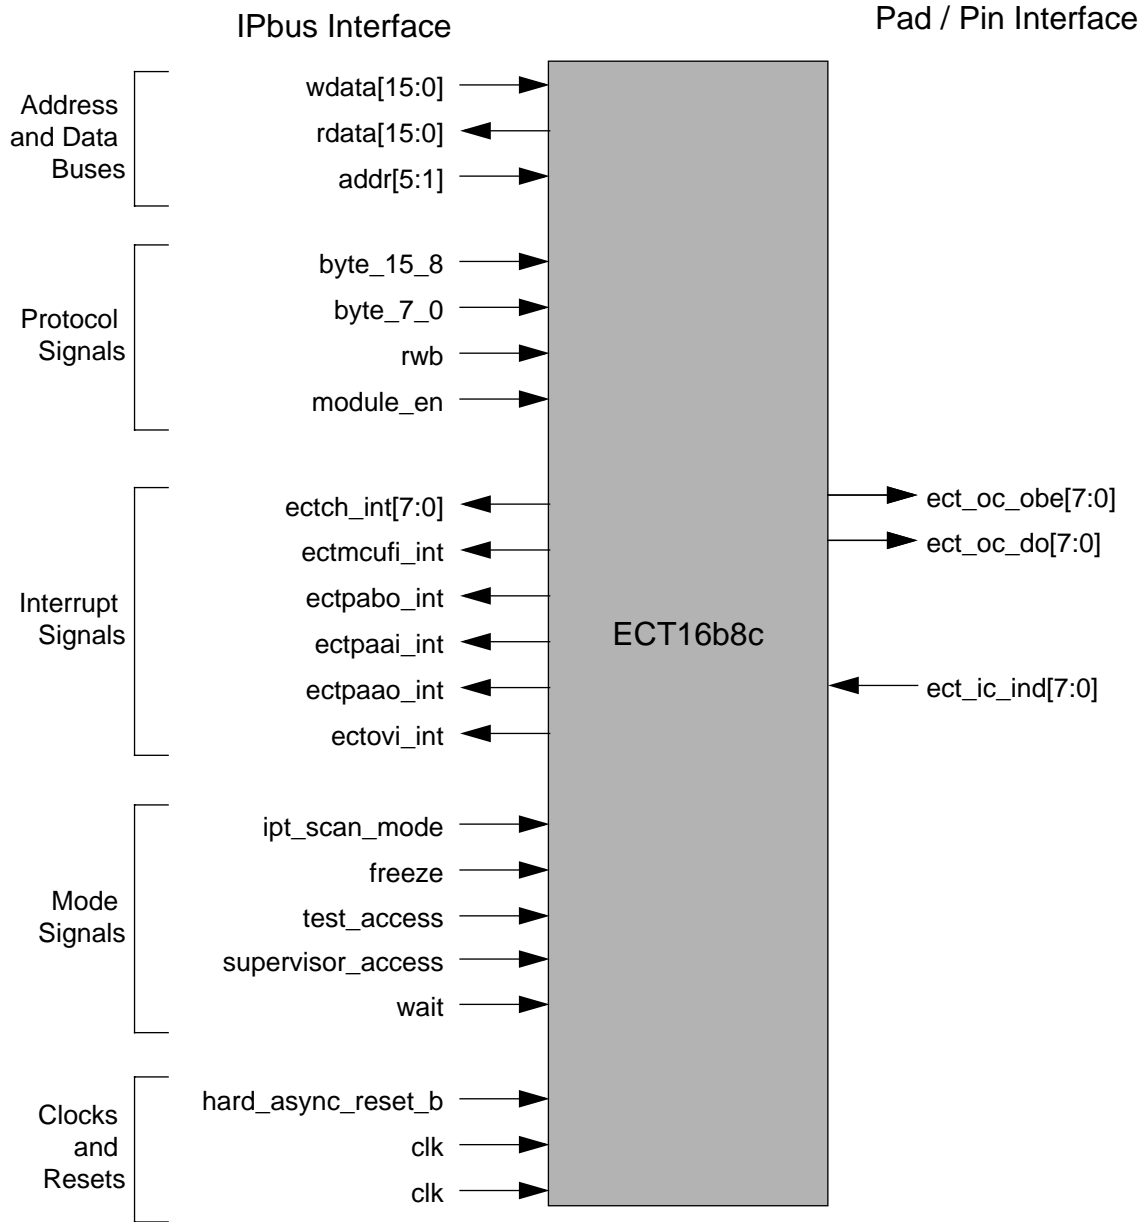 IPbus Interface
Pad / Pin Interface
Address
and Data
Buses
wdata[15:0]
rdata[15:0]
addr[5:1]
Protocol
Signals
byte_15_8
byte_7_0
rwb
module_en
Interrupt
Signals
ectch_int[7:0]
ectmcufi_int
ectpabo_int
ectpaai_int
ectpaao_int
ectovi_int
Mode
Signals
ipt_scan_mode
freeze
test_access
supervisor_access
wait
Clocks
and
Resets
hard_async_reset_b
clk
clk
ECT16b8c
ect_oc_obe[7:0]
ect_oc_do[7:0]
ect_ic_ind[7:0]